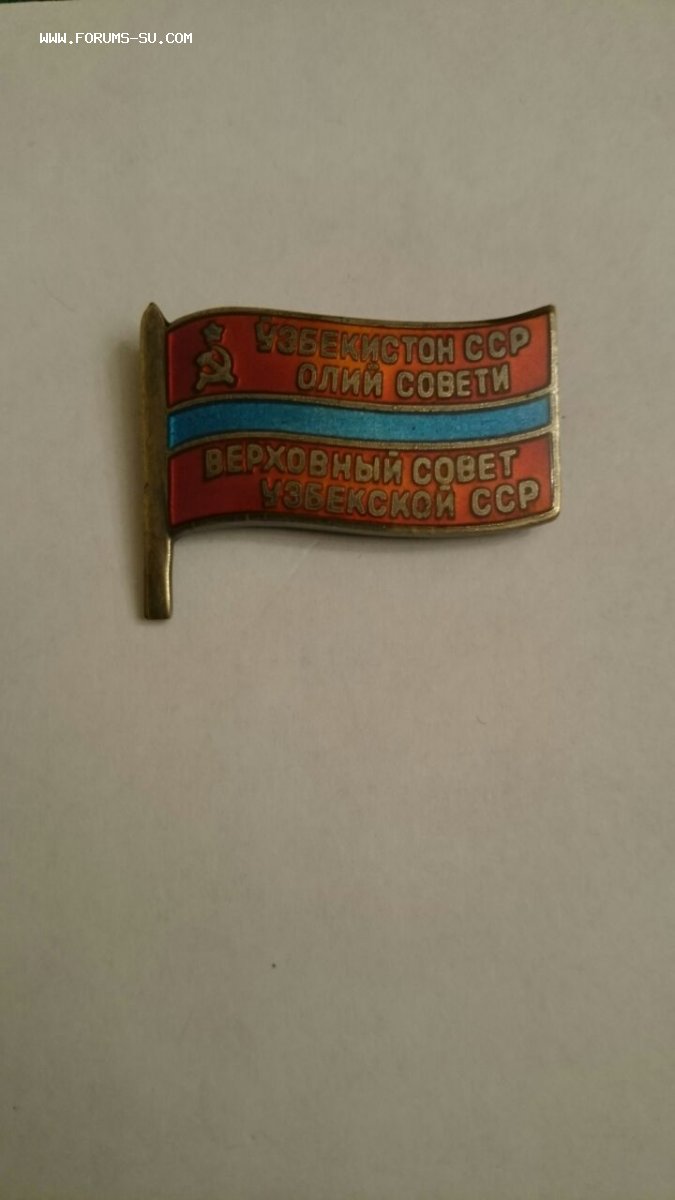 WWW.FORUMS-SU.COM
ЎЗБЕКИСТОН ССР
ОЛИЙ СОВЕТИ
ВЕРХОВНЫЙ СОВЕТ
УЗБЕКСКОЙ ССР